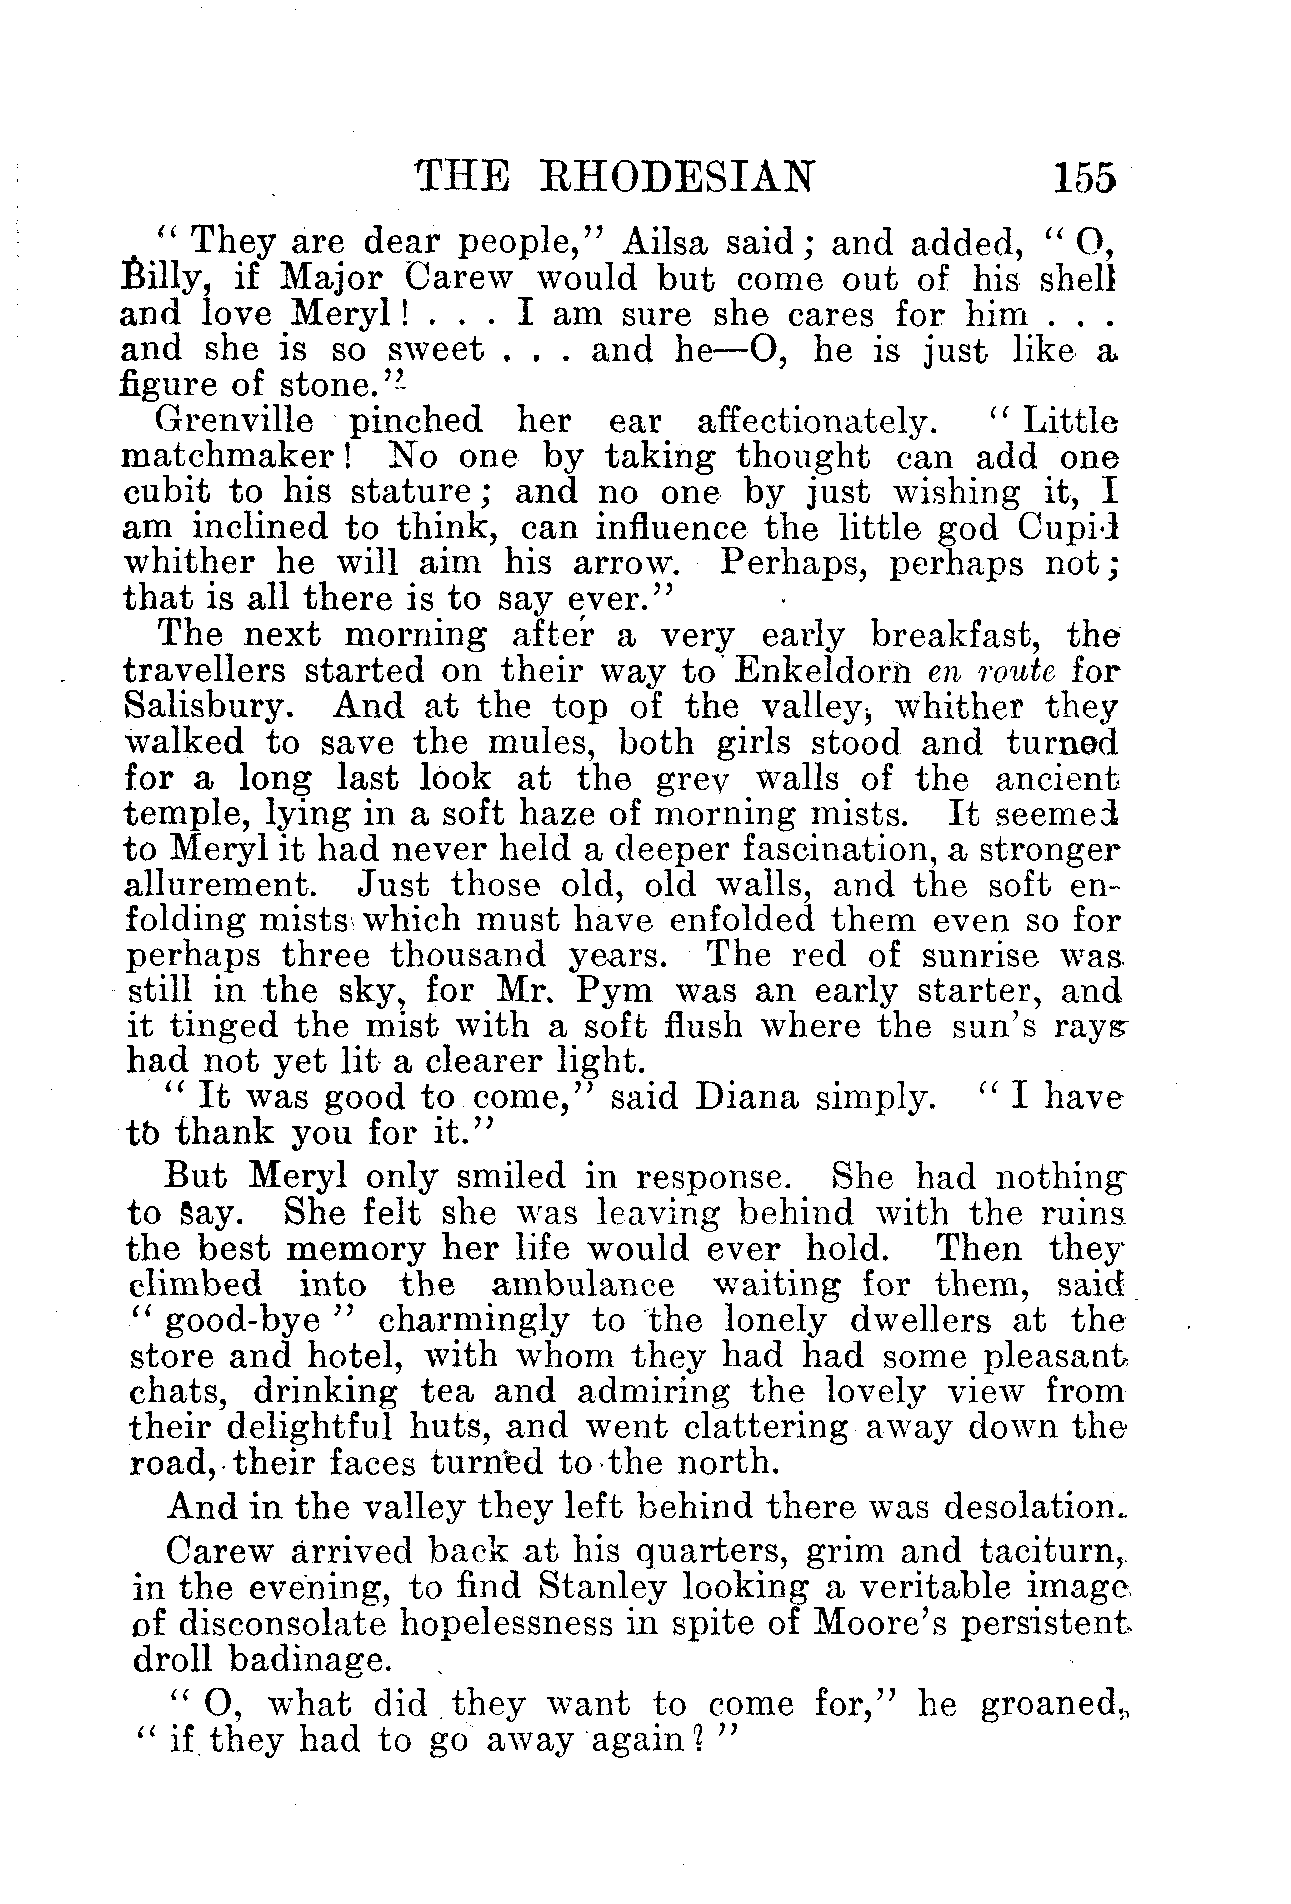 THE RHODESIAN 155
“ They are dear people,” Ailsa said ; and added, “ O,
Billy, if Major Carew would but come out of his shell
and love Meryl ! . . . I am sure she cares for him . . .
and she is so sweet . . . and he—O, he is just like a
figure of stone.”
Grenville pinched her ear affectionately. “ Little
matchmaker ! No one by taking thought can add one
cubit to his stature ; and no one by just wishing it, I
am inclined to think, can influence the little god Cupid
whither he will aim his arrow. Perhaps, perhaps not ;
that is all there is to say ever.”
The next morning after a very early breakfast, the
travellers started on their way to Enkeldorn en route for
Salisbury. And at the top of the valley, whither they
walked to save the mules, both girls stood and turned
for a long last look at the grey walls of the ancient
temple, lying in a soft haze of morning mists. It seemed
to Meryl it had never held a deeper fascination, a stronger
allurement. Just those old, old walls, and the soft en-
folding mists which must have enfolded them even so for
perhaps three thousand years. The red of sunrise was
still in the sky, for Mr. Pym was an early starter, and
it tinged the mist with a soft flush where the sun’s rays
had not yet lit a clearer light.
“ It was good to come,” said Diana simply. “ I have
to thank you for it.”
But Meryl only smiled in response. She had nothing
to say. She felt she was leaving behind with the ruins
the best memory her life would ever hold. Then they
climbed into the ambulance waiting for them, said
“ good-bye ” charmingly to the lonely dwellers at the
store and hotel, with whom they had had some pleasant
chats, drinking tea and admiring the lovely view from
their delightful huts, and went clattering away down the
road, their faces turned to the north.
And in the valley they left behind there was desolation.
Carew arrived back at his quarters, grim and taciturn,
in the evening, to find Stanley looking a veritable image
of disconsolate hopelessness in spite of Moore’s persistent
droll badinage.
“ O, what did they want to come for,” he groaned,
“ if they had to go away again ? ”